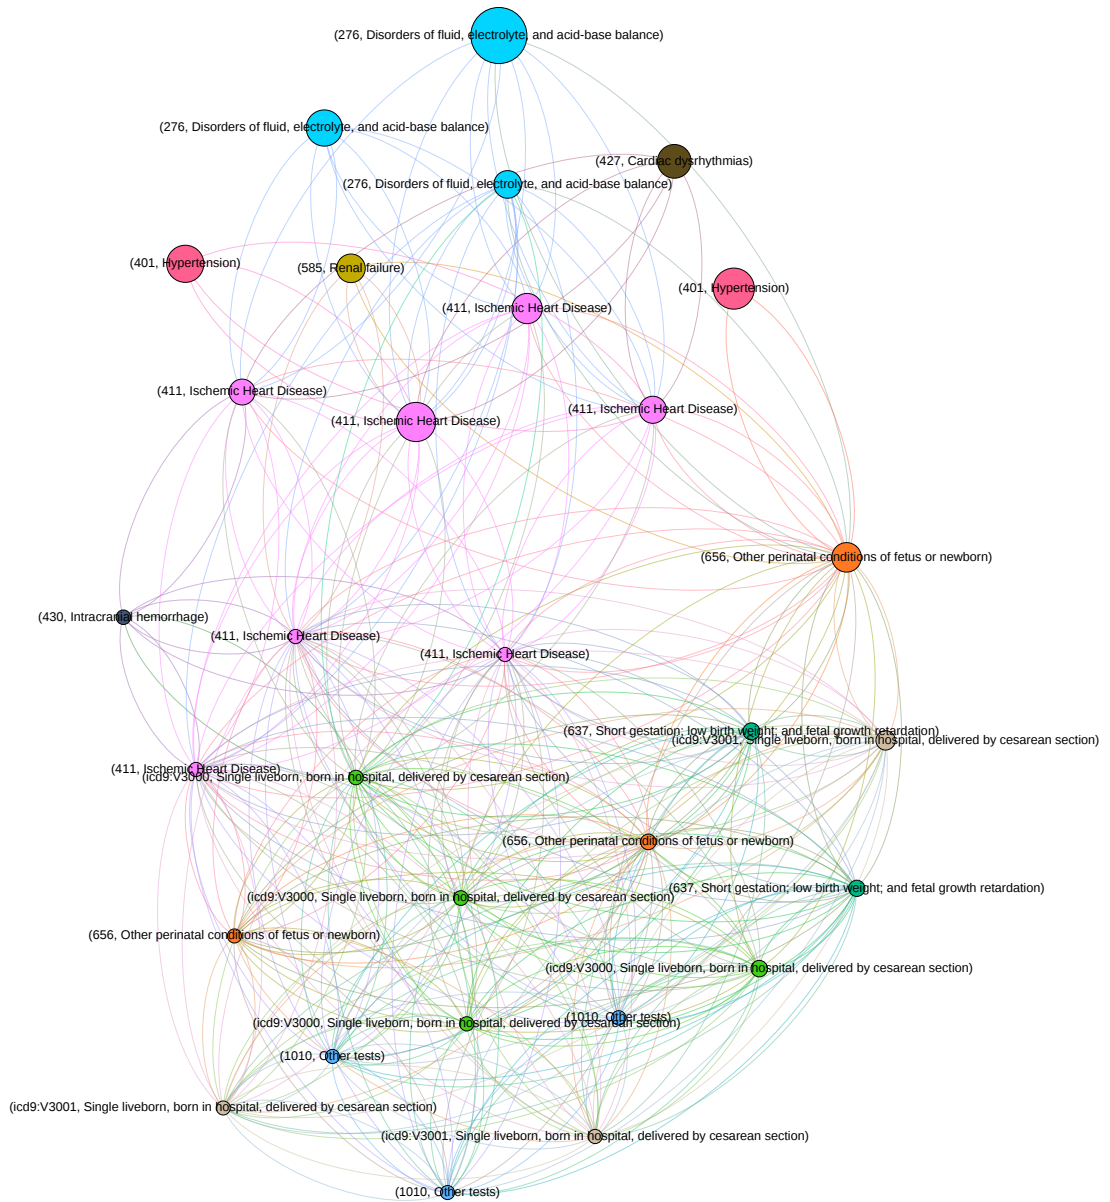 (276, Disorders of fluid, electrolyte, and acid-base balance)
(276, Disorders of fluid, electrolyte, and acid-base balance)
(427, Cardiac dysrhythmias)
(276, Disorders of fluid, electrolyte, and acid-base balance)
(401, Hypertension)
(585, Renal failure)
(401, Hypertension)
(411, Ischemic Heart Disease)
(411, Ischemic Heart Disease)
(411, Ischemic Heart Disease)
(411, Ischemic Heart Disease)
(656, Other perinatal conditions of fetus or newborn)
(430, Intracranial hemorrhage)
(411, Ischemic Heart Disease)
(411, Ischemic Heart Disease)
(637, Short gestation; low birth weight; and fetal growth retardation)
(icd9:V3001, Single liveborn, born in hospital, delivered by cesarean section)
(411, Ischemic Heart Disease)
(icd9:V3000, Single liveborn, born in hospital, delivered by cesarean section)
(656, Other perinatal conditions of fetus or newborn)
(637, Short gestation; low birth weight; and fetal growth retardation)
(icd9:V3000, Single liveborn, born in hospital, delivered by cesarean section)
(656, Other perinatal conditions of fetus or newborn)
(icd9:V3000, Single liveborn, born in hospital, delivered by cesarean section)
(1010, Other tests)
(icd9:V3000, Single liveborn, born in hospital, delivered by cesarean section)
(1010, Other tests)
(icd9:V3001, Single liveborn, born in hospital, delivered by cesarean section)
(icd9:V3001, Single liveborn, born in hospital, delivered by cesarean section)
(1010, Other tests)